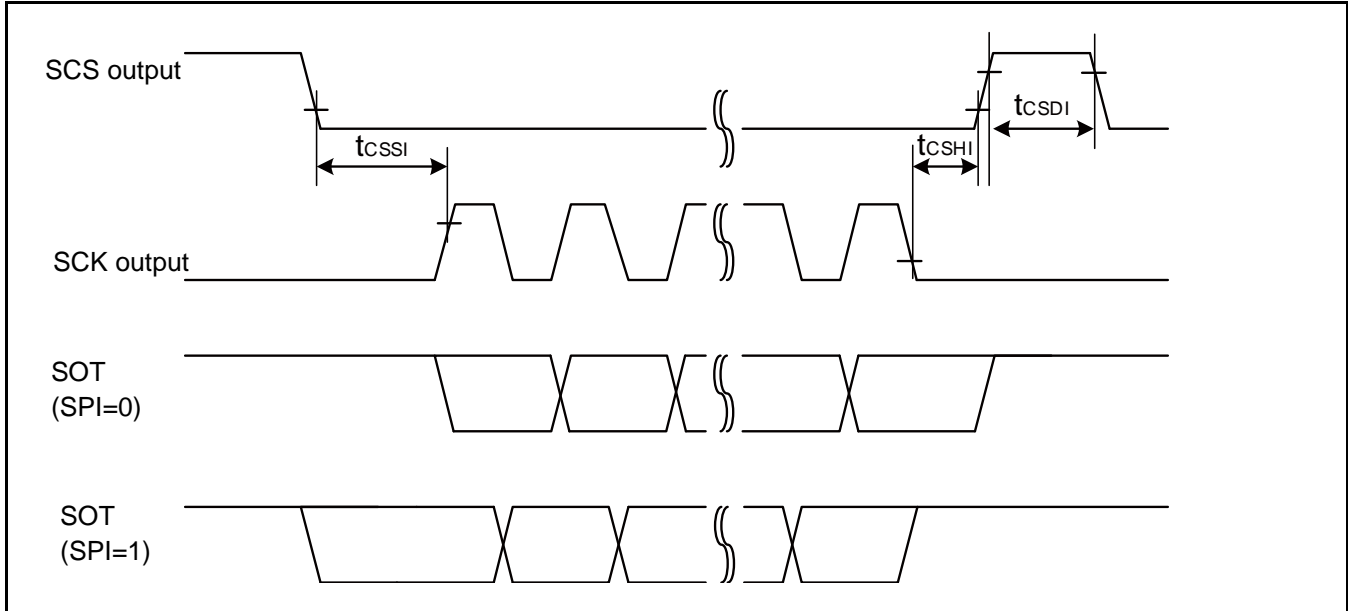 SCS output
tCSDI
tCSSI
tCSHI
SCK output
SOT
(SPI=0)
SOT
(SPI=1)